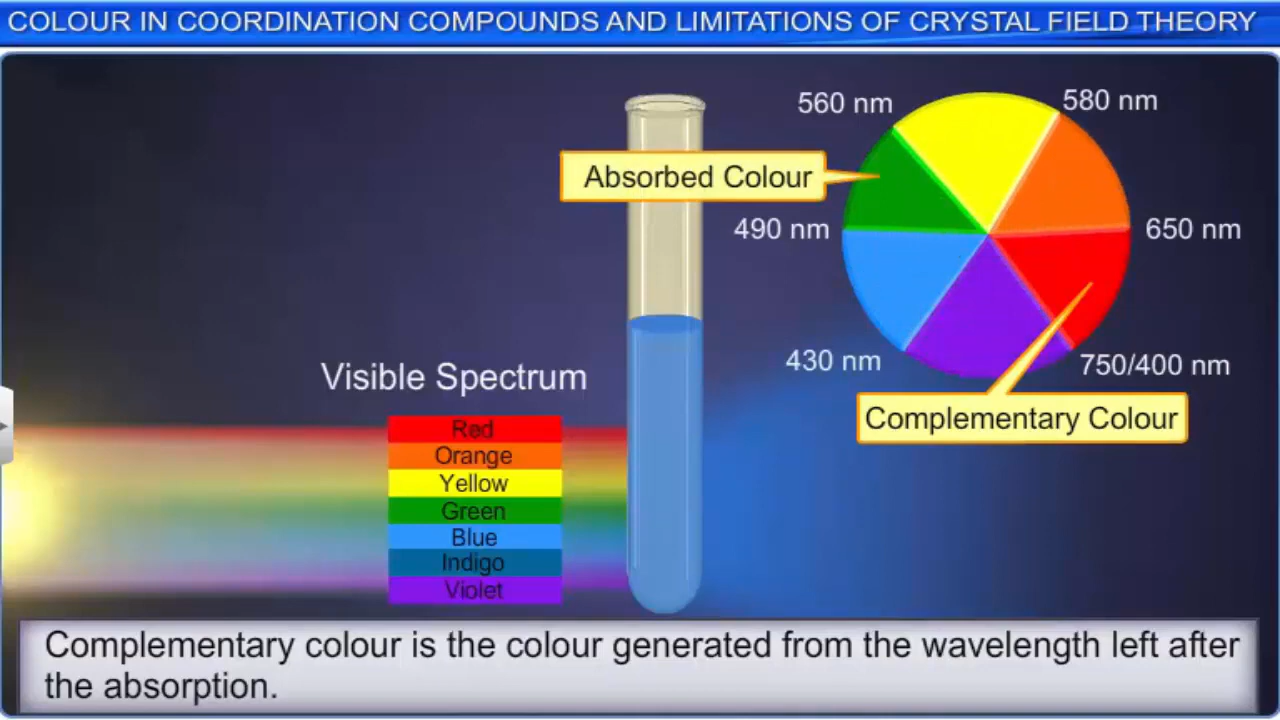 COLOUR IN COORDINATION COMPOUNDS AND LIMITATIONS OF CRYSTAL FIELD THEORY
560 nm
580 nm
Absorbed Colour
490 nm
650 nm
430 nm
750/400 nm
Complementary Colour
Visible Spectrum
Red
Orange
Yellow
Green
Blue
Indigo
Violet
Complementary colour is the colour generated from the wavelength left after
the absorption.